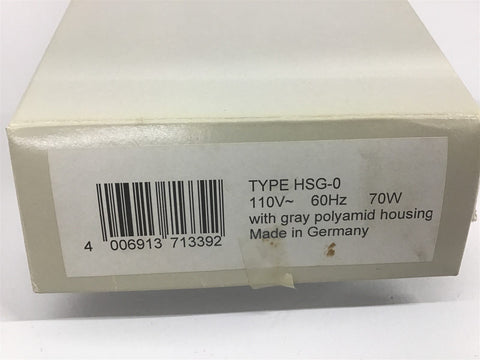 TYPE HSG-0
110V~ 60Hz 70W
with gray polyamid housing
Made in Germany
4 006913 713392